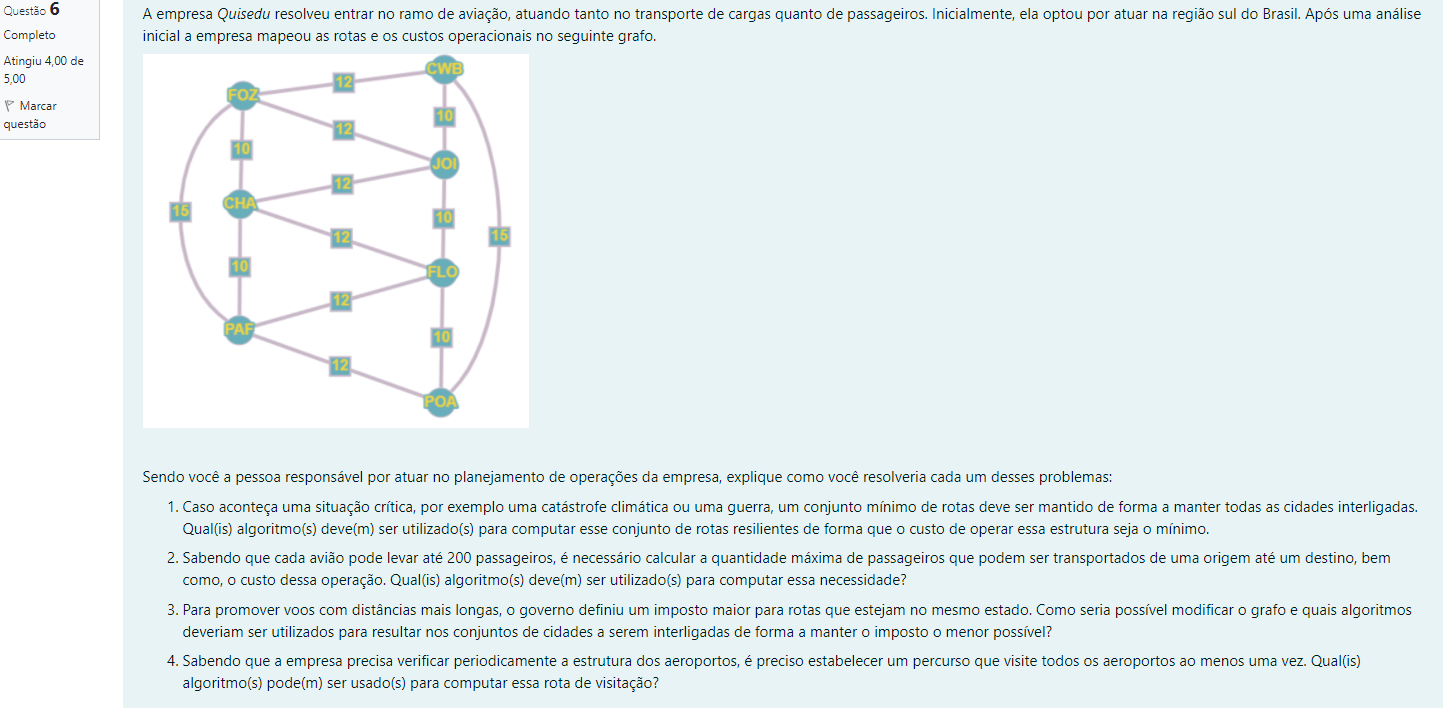 Questão 6
Completo
Atingiu 4,00 de
5,00
Marcar
questão
A empresa Quisedu resolveu entrar no ramo de aviação, atuando tanto no transporte de cargas quanto de passageiros. Inicialmente, ela optou por atuar na região sul do Brasil. Após uma análise
inicial a empresa mapeou as rotas e os custos operacionais no seguinte grafo.
CWB
12
FOZ
10
12
10
JOI
12
CHA
15
10
12
15
10
FLO
12
PAF
10
12
POA
Sendo você a pessoa responsável por atuar no planejamento de operações da empresa, explique como você resolveria cada um desses problemas:
1. Caso aconteça uma situação crítica, por exemplo uma catástrofe climática ou uma guerra, um conjunto mínimo de rotas deve ser mantido de forma a manter todas as cidades interligadas.
Qual(is) algoritmo(s) deve(m) ser utilizado(s) para computar esse conjunto de rotas resilientes de forma que o custo de operar essa estrutura seja o mínimo.
2. Sabendo que cada avião pode levar até 200 passageiros, é necessário calcular a quantidade máxima de passageiros que podem ser transportados de uma origem até um destino, bem
como, o custo dessa operação. Qual(is) algoritmo(s) deve(m) ser utilizado(s) para computar essa necessidade?
3. Para promover voos com distâncias mais longas, o governo definiu um imposto maior para rotas que estejam no mesmo estado. Como seria possível modificar o grafo e quais algoritmos
deveriam ser utilizados para resultar nos conjuntos de cidades a serem interligadas de forma a manter o imposto o menor possível?
4. Sabendo que a empresa precisa verificar periodicamente a estrutura dos aeroportos, é preciso estabelecer um percurso que visite todos os aeroportos ao menos uma vez. Qual(is)
algoritmo(s) pode(m) ser usado(s) para computar essa rota de visitação?